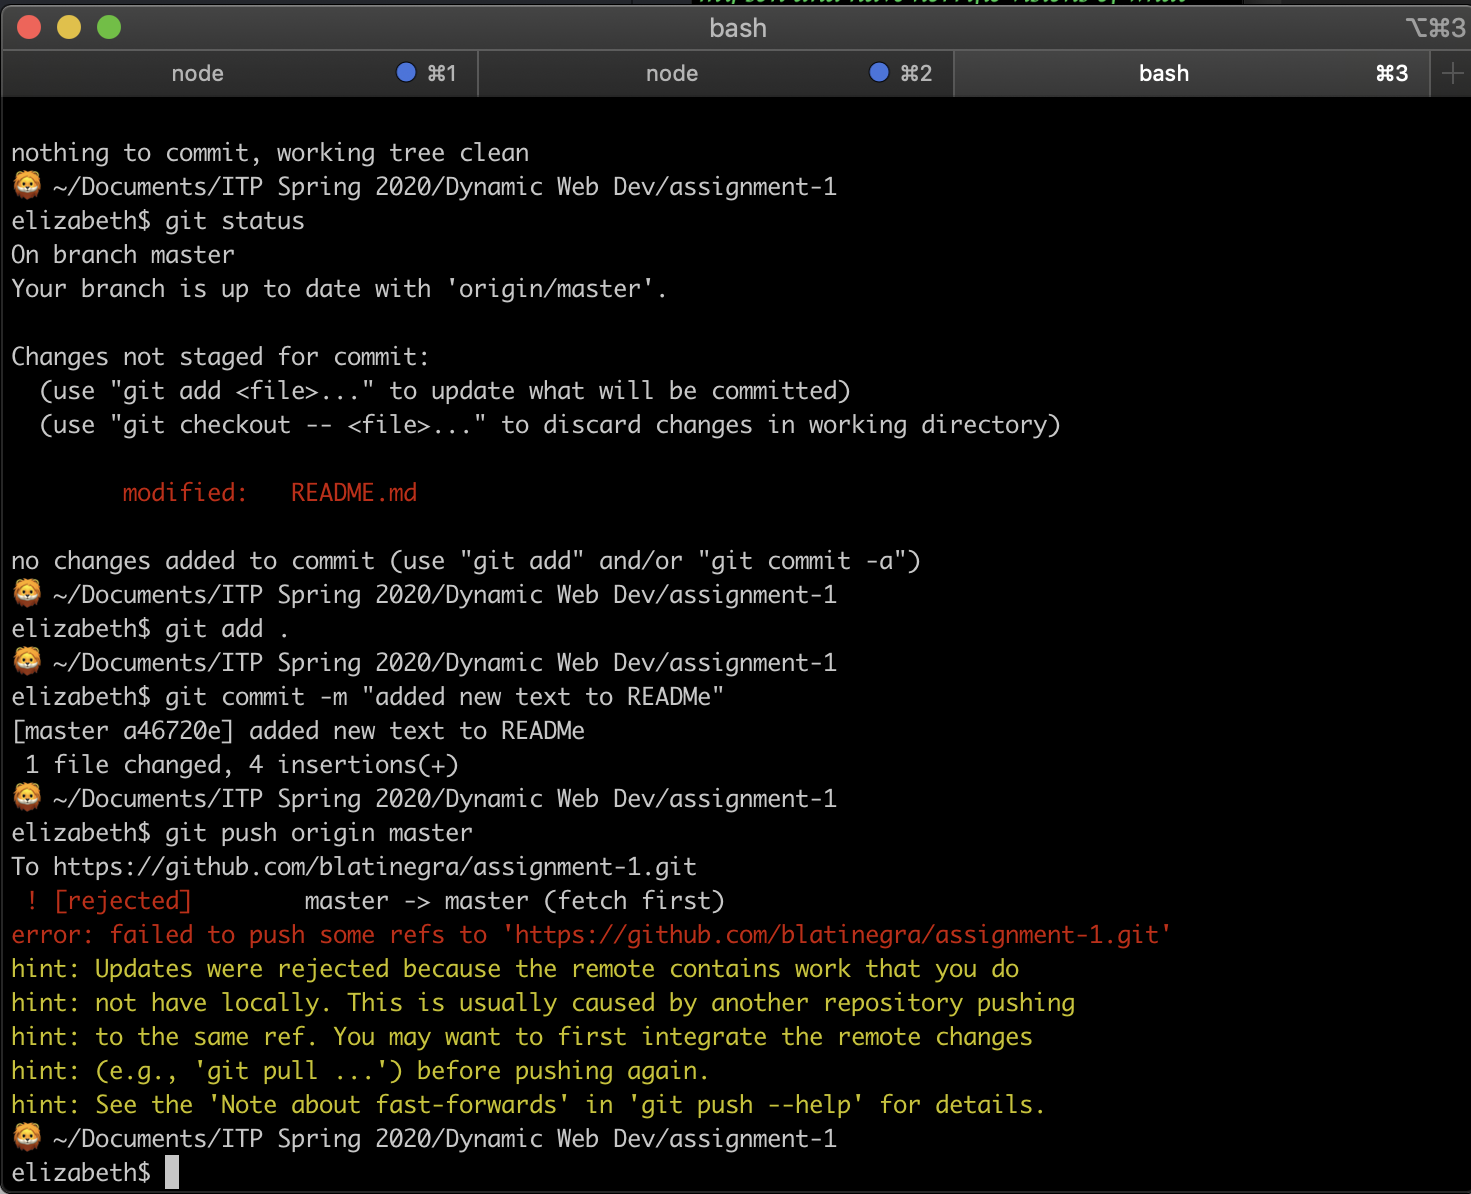 bash
⌥⌘3
node ⌘1 node ⌘2 bash ⌘3
nothing to commit, working tree clean
🦁 ~/Documents/ITP Spring 2020/Dynamic Web Dev/assignment-1
elizabeth$ git status
On branch master
Your branch is up to date with 'origin/master'.
Changes not staged for commit:
(use "git add <file>..." to update what will be committed)
(use "git checkout -- <file>..." to discard changes in working directory)
modified: README.md
no changes added to commit (use "git add" and/or "git commit -a")
🦁 ~/Documents/ITP Spring 2020/Dynamic Web Dev/assignment-1
elizabeth$ git add .
🦁 ~/Documents/ITP Spring 2020/Dynamic Web Dev/assignment-1
elizabeth$ git commit -m "added new text to READMe"
[master a46720e] added new text to READMe
1 file changed, 4 insertions(+)
🦁 ~/Documents/ITP Spring 2020/Dynamic Web Dev/assignment-1
elizabeth$ git push origin master
To https://github.com/blatinegra/assignment-1.git
! [rejected] master -> master (fetch first)
error: failed to push some refs to 'https://github.com/blatinegra/assignment-1.git'
hint: Updates were rejected because the remote contains work that you do
hint: not have locally. This is usually caused by another repository pushing
hint: to the same ref. You may want to first integrate the remote changes
hint: (e.g., 'git pull ...') before pushing again.
hint: See the 'Note about fast-forwards' in 'git push --help' for details.
🦁 ~/Documents/ITP Spring 2020/Dynamic Web Dev/assignment-1
elizabeth$